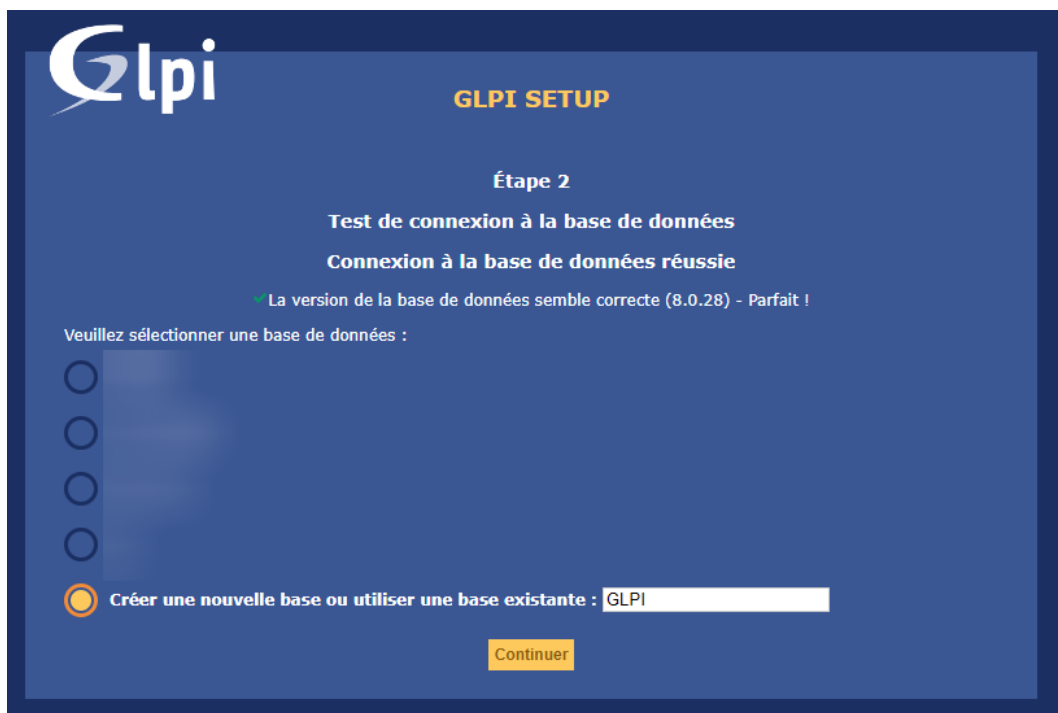 Glpi
GLPI SETUP
Étape 2
Test de connexion à la base de données
Connexion à la base de données réussie
La version de la base de données semble correcte (8.0.28) - Parfait !
Veuillez sélectionner une base de données :
Créer une nouvelle base ou utiliser une base existante : GLPI
Continuer